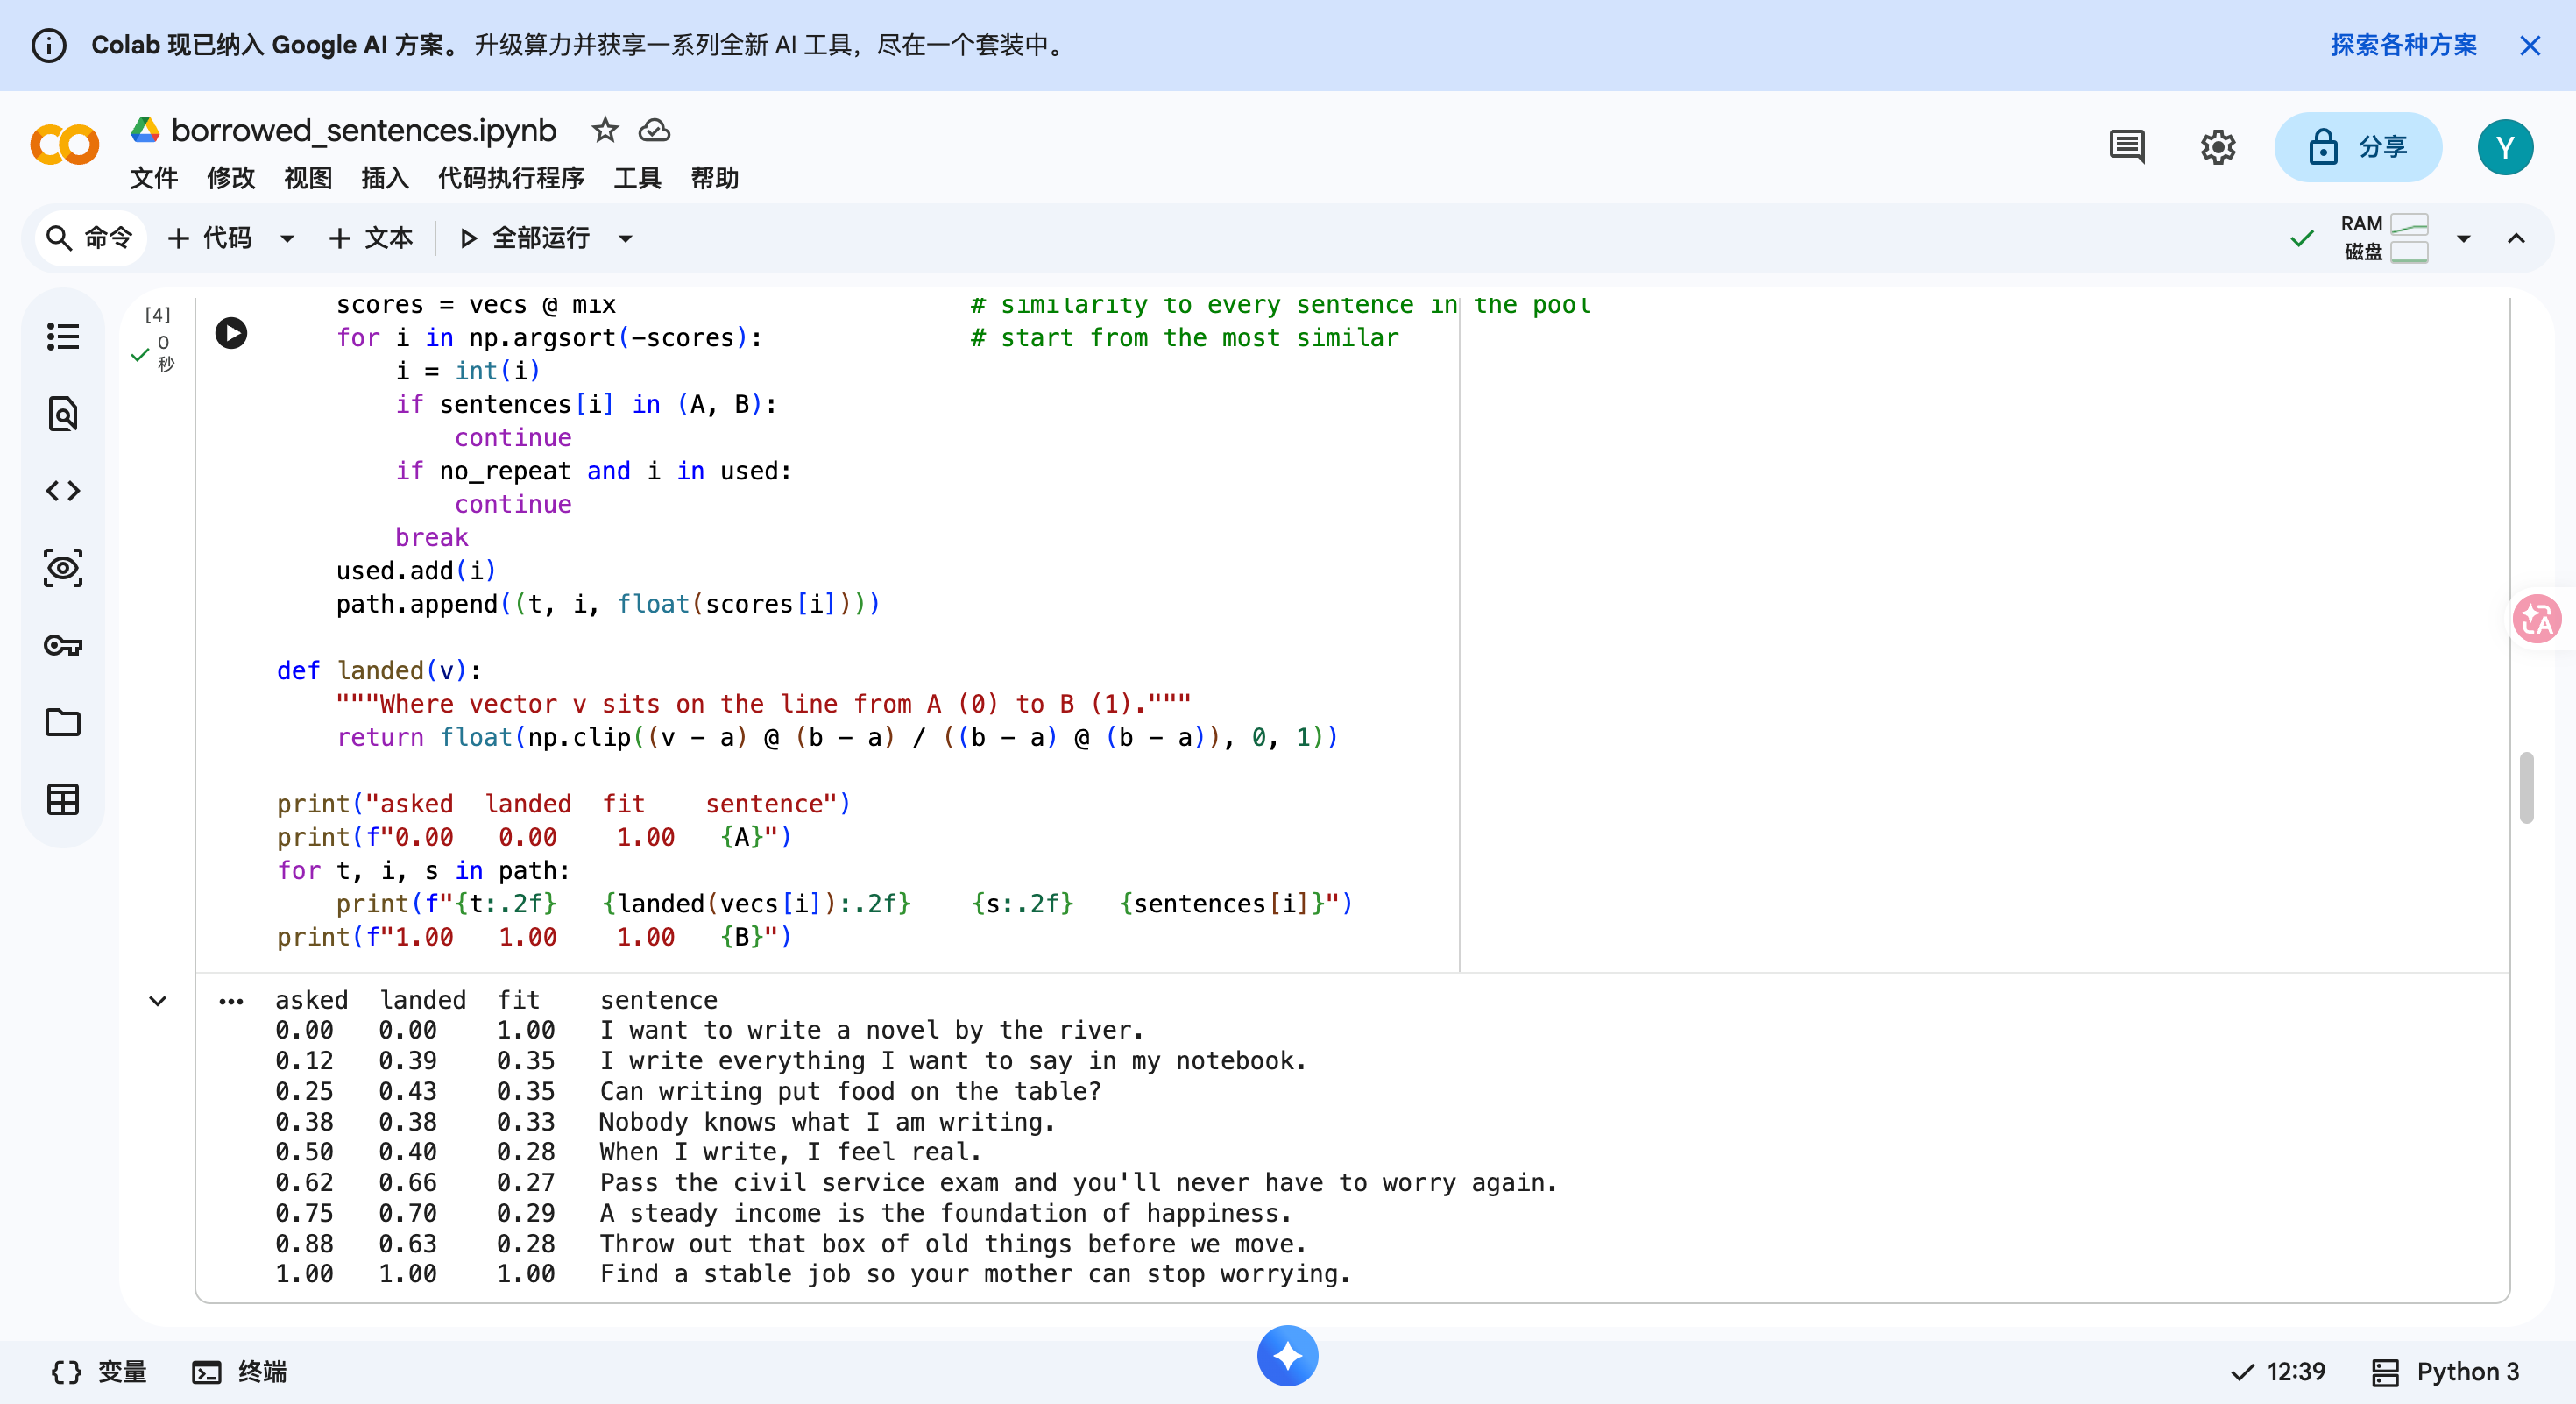 Colab 现已纳入 Google AI 方案。 升级算力并获享一系列全新 AI 工具，尽在一个套装中。 探索各种方案
borrowed_sentences.ipynb
文件 修改 视图 插入 代码执行程序 工具 帮助
分享
Y
命令 + 代码 + 文本 全部运行
RAM
磁盘
[4]
0
秒
scores = vecs @ mix # similarity to every sentence in the pool
for i in np.argsort(-scores): # start from the most similar
i = int(i)
if sentences[i] in (A, B):
continue
if no_repeat and i in used:
continue
break
used.add(i)
path.append((t, i, float(scores[i])))
def landed(v):
"""Where vector v sits on the line from A (0) to B (1)."""
return float(np.clip((v - a) @ (b - a) / ((b - a) @ (b - a)), 0, 1))
print("asked  landed  fit    sentence")
print(f"0.00   0.00    1.00   {A}")
for t, i, s in path:
print(f"{t:.2f}   {landed(vecs[i]):.2f}    {s:.2f}   {sentences[i]}")
print(f"1.00   1.00    1.00   {B}")
asked  landed  fit    sentence
0.00   0.00    1.00   I want to write a novel by the river.
0.12   0.39    0.35   I write everything I want to say in my notebook.
0.25   0.43    0.35   Can writing put food on the table?
0.38   0.38    0.33   Nobody knows what I am writing.
0.50   0.40    0.28   When I write, I feel real.
0.62   0.66    0.27   Pass the civil service exam and you'll never have to worry again.
0.75   0.70    0.29   A steady income is the foundation of happiness.
0.88   0.63    0.28   Throw out that box of old things before we move.
1.00   1.00    1.00   Find a stable job so your mother can stop worrying.
变量 终端 12:39 Python 3